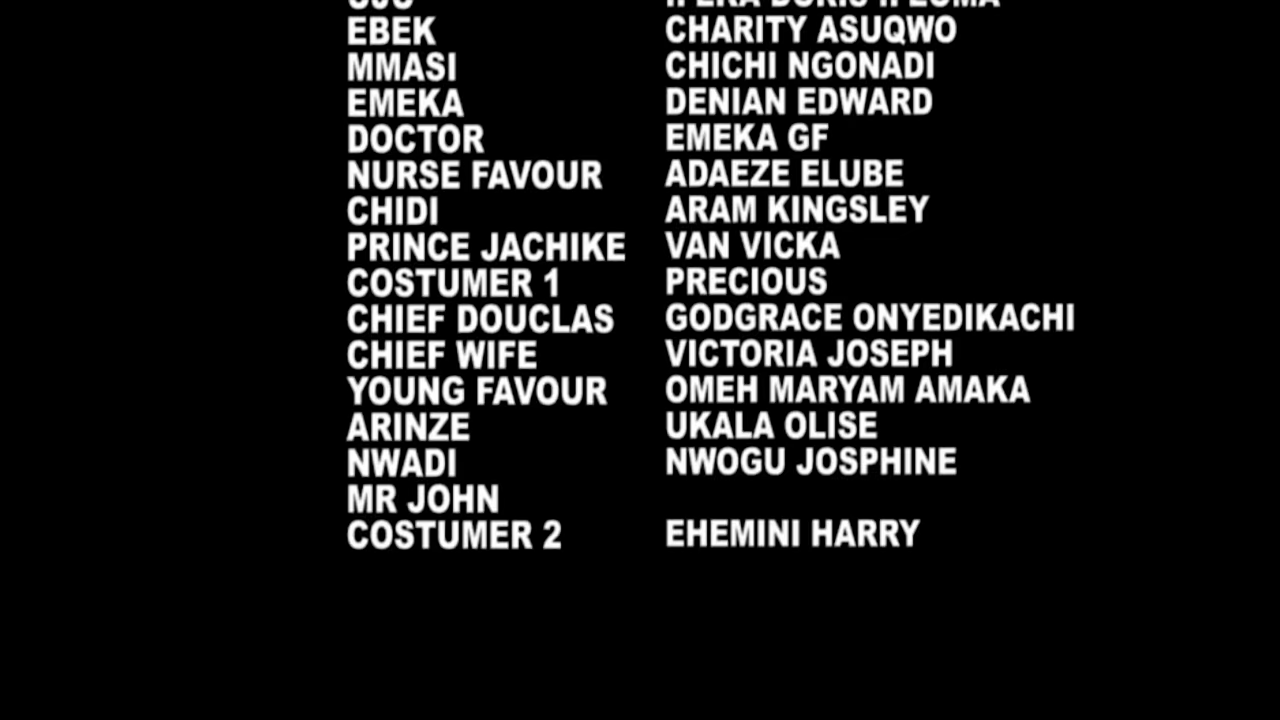 EBEK CHARITY ASUQWO
MMASI CHICHI NGONADI
EMEKA DENIAN EDWARD
DOCTOR EMEKA GF
NURSE FAVOUR ADAEZE ELUBE
CHIDI ARAM KINGSLEY
PRINCE JACHIKE VAN VICKA
COSTUMER 1 PRECIOUS
CHIEF DOUCLAS GODGRACE ONYEDIKACHI
CHIEF WIFE VICTORIA JOSEPH
YOUNG FAVOUR OMEH MARYAM AMAKA
ARINZE UKALA OLISE
NWADI NWOGU JOSPHINE
MR JOHN
COSTUMER 2 EHEMINI HARRY